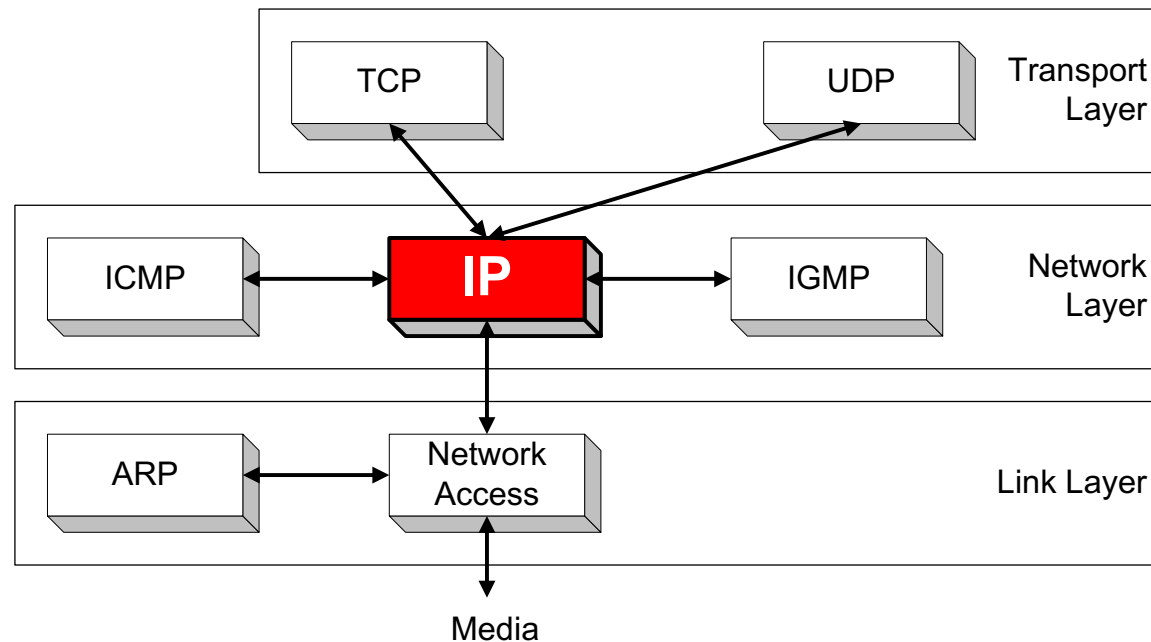 TCP
UDP
Transport
Layer
ICMP
IP
IGMP
Network
Layer
ARP
Network
Access
Link Layer
Media